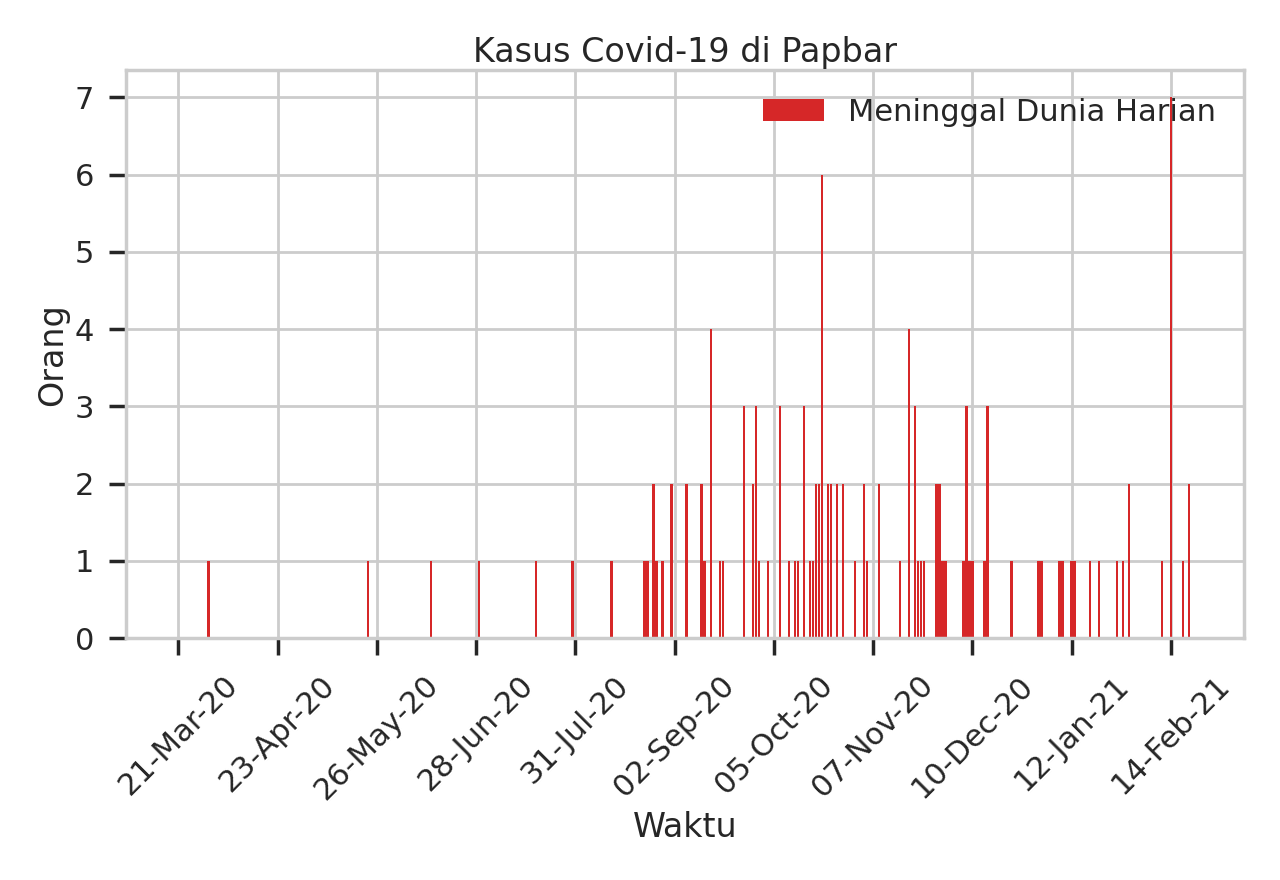 Kasus Covid-19 di Papbar
Meninggal Dunia Harian
Orang
7
6
5
4
3
2
1
0
21-Mar-20
23-Apr-20
26-May-20
28-Jun-20
31-Jul-20
02-Sep-20
05-Oct-20
07-Nov-20
10-Dec-20
12-Jan-21
14-Feb-21
Waktu